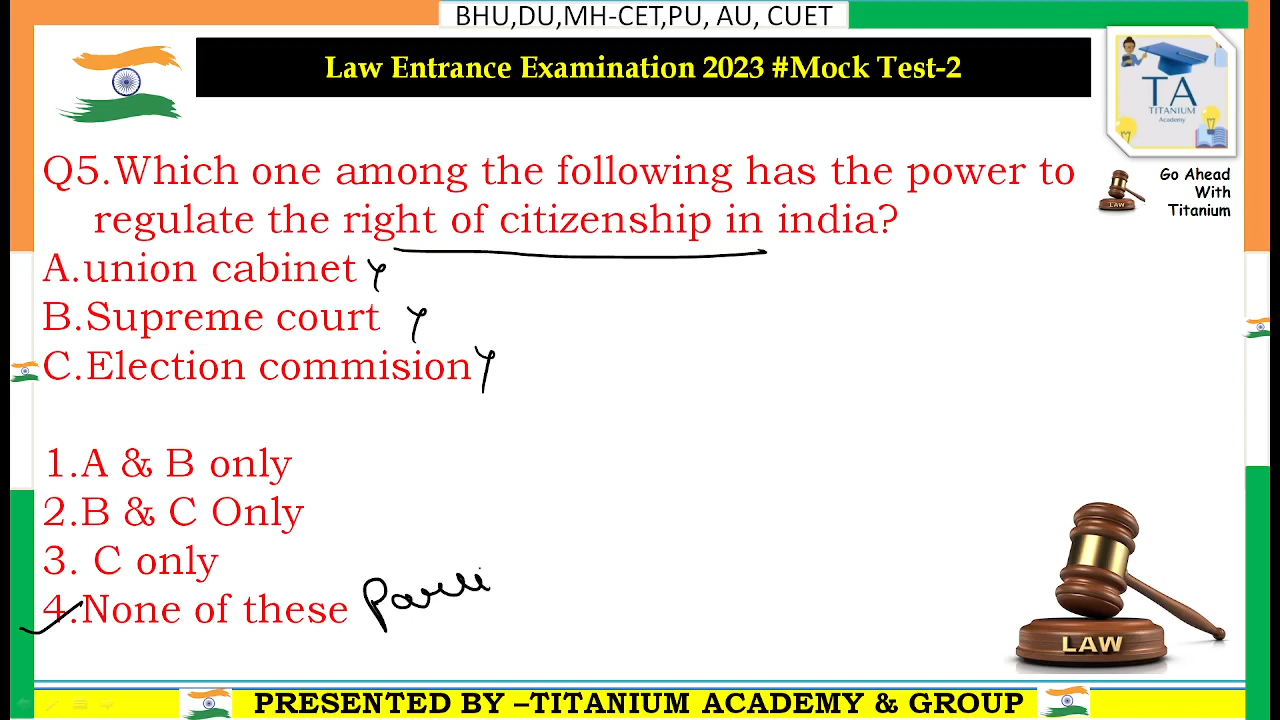 BHU,DU,MH-CET,PU, AU, CUET
Law Entrance Examination 2023 #Mock Test-2
TA
TITANIUM
Academy
Go Ahead
With
Titanium
LAW
Q5.Which one among the following has the power to
regulate the right of citizenship in india?
A.union cabinet
B.Supreme court
C.Election commision
1.A & B only
2.B & C Only
3. C only
4.None of these Parli
LAW
PRESENTED BY –TITANIUM ACADEMY & GROUP